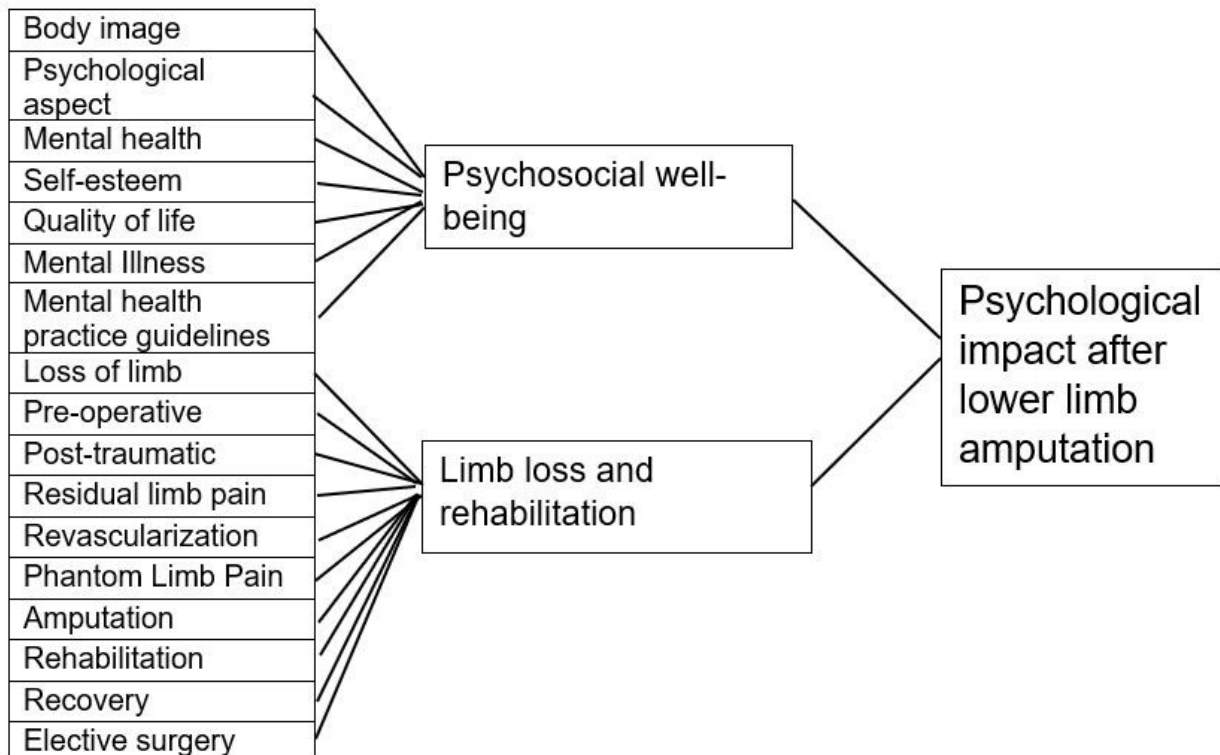 Body image
Psychological
aspect
Mental health
Self-esteem
Quality of life
Mental Illness
Mental health
practice guidelines
Loss of limb
Pre-operative
Post-traumatic
Residual limb pain
Revascularization
Phantom Limb Pain
Amputation
Rehabilitation
Recovery
Elective surgery
Psychosocial well-
being
Limb loss and
rehabilitation
Psychological
impact after
lower limb
amputation